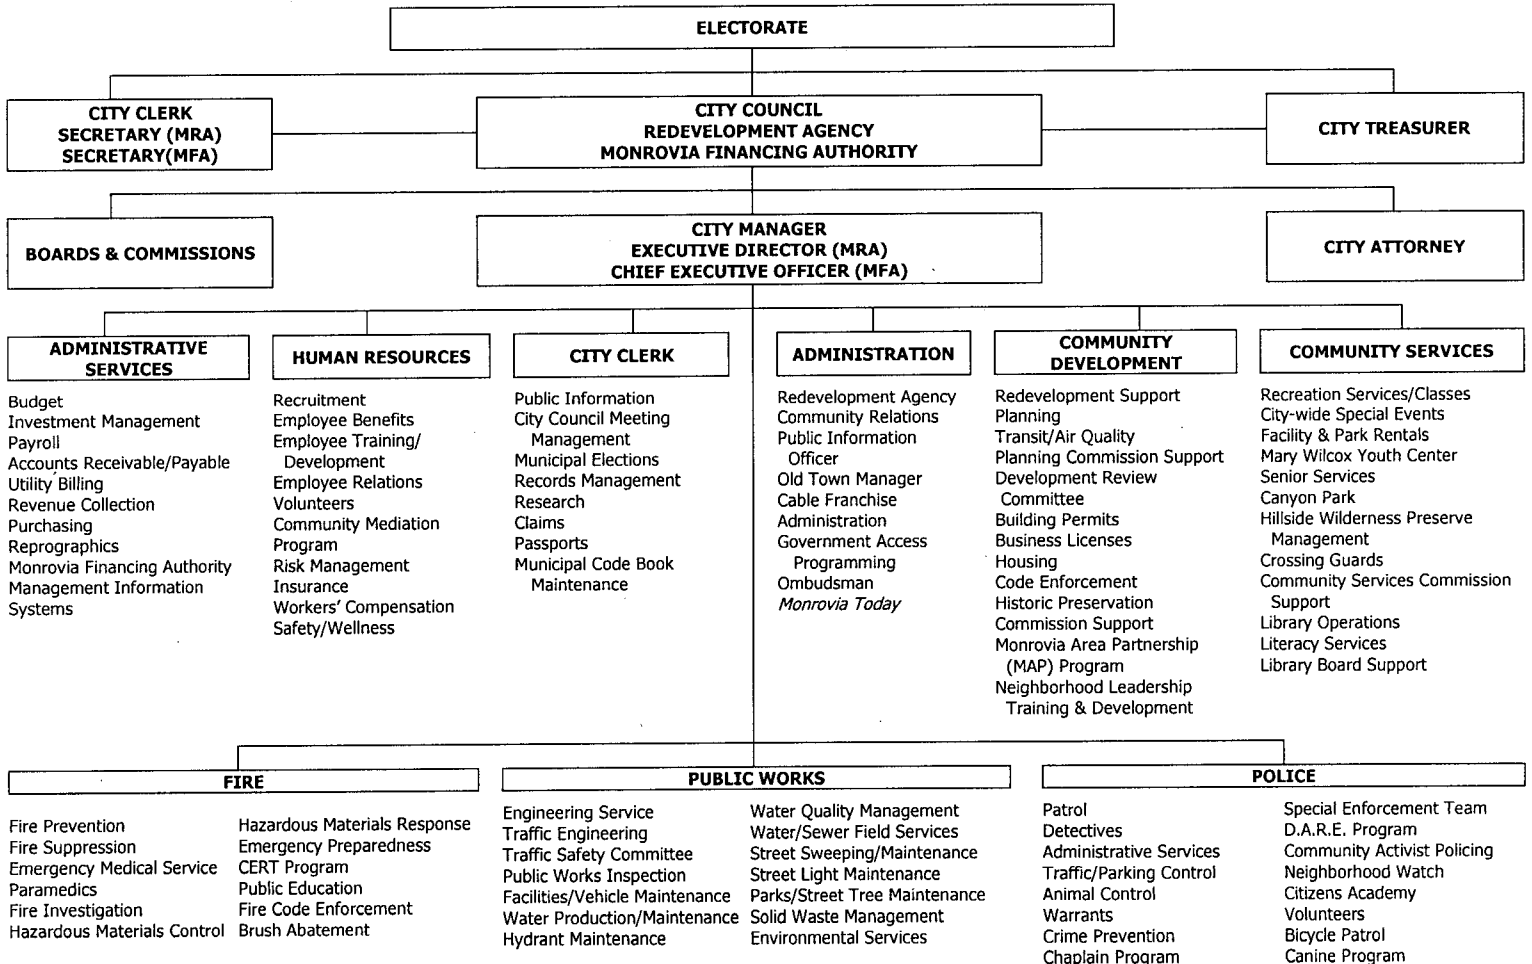 ELECTORATE
CITY CLERK
SECRETARY (MRA)
SECRETARY(MFA)
CITY COUNCIL
REDEVELOPMENT AGENCY
MONROVIA FINANCING AUTHORITY
CITY TREASURER
BOARDS & COMMISSIONS
CITY MANAGER
EXECUTIVE DIRECTOR (MRA)
CHIEF EXECUTIVE OFFICER (MFA)
CITY ATTORNEY
ADMINISTRATIVE
SERVICES
Budget
Investment Management
Payroll
Accounts Receivable/Payable
Utility Billing
Revenue Collection
Purchasing
Reprographics
Monrovia Financing Authority
Management Information
Systems
HUMAN RESOURCES
Recruitment
Employee Benefits
Employee Training/
Development
Employee Relations
Volunteers
Community Mediation
Program
Risk Management
Insurance
Workers' Compensation
Safety/Wellness
CITY CLERK
Public Information
City Council Meeting
Management
Municipal Elections
Records Management
Research
Claims
Passports
Municipal Code Book
Maintenance
ADMINISTRATION
Redevelopment Agency
Community Relations
Public Information
Officer
Old Town Manager
Cable Franchise
Administration
Government Access
Programming
Ombudsman
Monrovia Today
COMMUNITY
DEVELOPMENT
Redevelopment Support
Planning
Transit/Air Quality
Planning Commission Support
Development Review
Committee
Building Permits
Business Licenses
Housing
Code Enforcement
Historic Preservation
Commission Support
Monrovia Area Partnership
(MAP) Program
Neighborhood Leadership
Training & Development
COMMUNITY SERVICES
Recreation Services/Classes
City-wide Special Events
Facility & Park Rentals
Mary Wilcox Youth Center
Senior Services
Canyon Park
Hillside Wilderness Preserve
Management
Crossing Guards
Community Services Commission
Support
Library Operations
Literacy Services
Library Board Support
FIRE
Fire Prevention
Fire Suppression
Emergency Medical Service
Paramedics
Fire Investigation
Hazardous Materials Control
Hazardous Materials Response
Emergency Preparedness
CERT Program
Public Education
Fire Code Enforcement
Brush Abatement
PUBLIC WORKS
Engineering Service
Traffic Engineering
Traffic Safety Committee
Public Works Inspection
Facilities/Vehicle Maintenance
Water Production/Maintenance
Hydrant Maintenance
Water Quality Management
Water/Sewer Field Services
Street Sweeping/Maintenance
Street Light Maintenance
Parks/Street Tree Maintenance
Solid Waste Management
Environmental Services
POLICE
Patrol
Detectives
Administrative Services
Traffic/Parking Control
Animal Control
Warrants
Crime Prevention
Chaplain Program
Special Enforcement Team
D.A.R.E. Program
Community Activist Policing
Neighborhood Watch
Citizens Academy
Volunteers
Bicycle Patrol
Canine Program